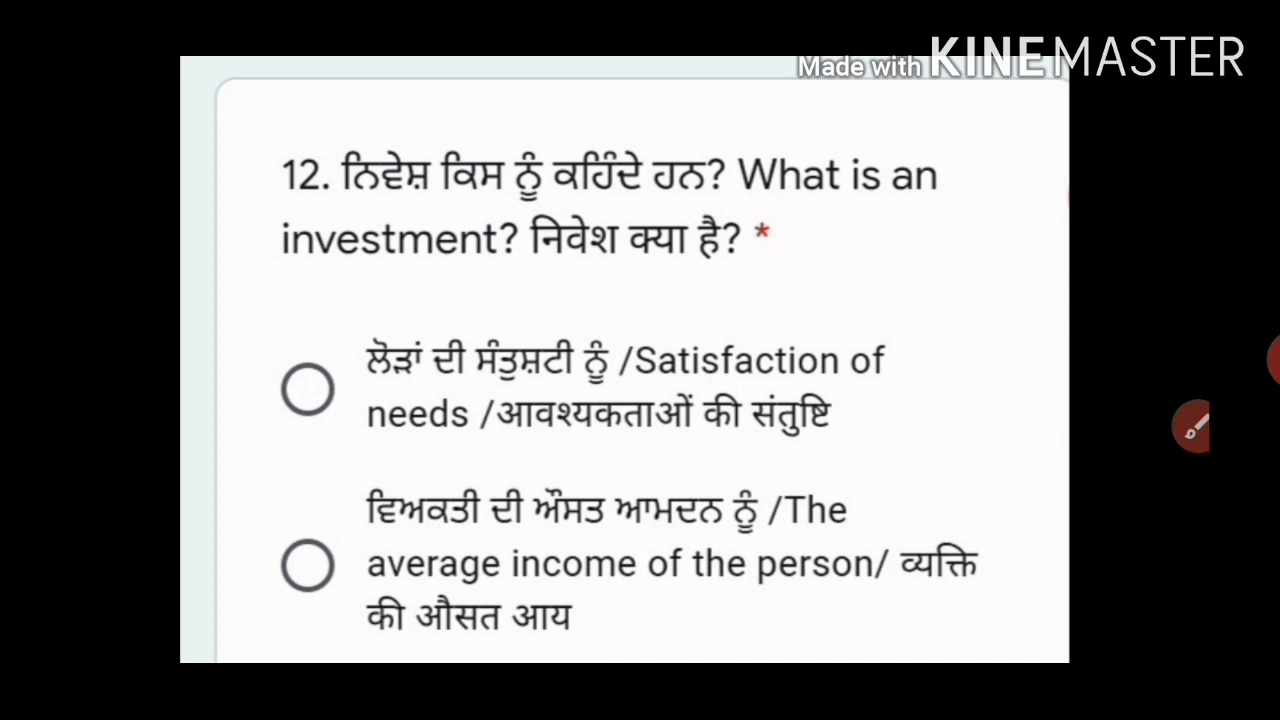 Made with KINEMASTER
12. ਨਿਵੇਸ਼ ਕਿਸ ਨੂੰ ਕਹਿੰਦੇ ਹਨ? What is an
investment? निवेश क्या है? *
ਲੋੜਾਂ ਦੀ ਸੰਤੁਸ਼ਟੀ ਨੂੰ /Satisfaction of
needs /आवश्यकताओं की संतुष्टि
ਵਿਅਕਤੀ ਦੀ ਔਸਤ ਆਮਦਨ ਨੂੰ /The
average income of the person/ व्यक्ति
की औसत आय